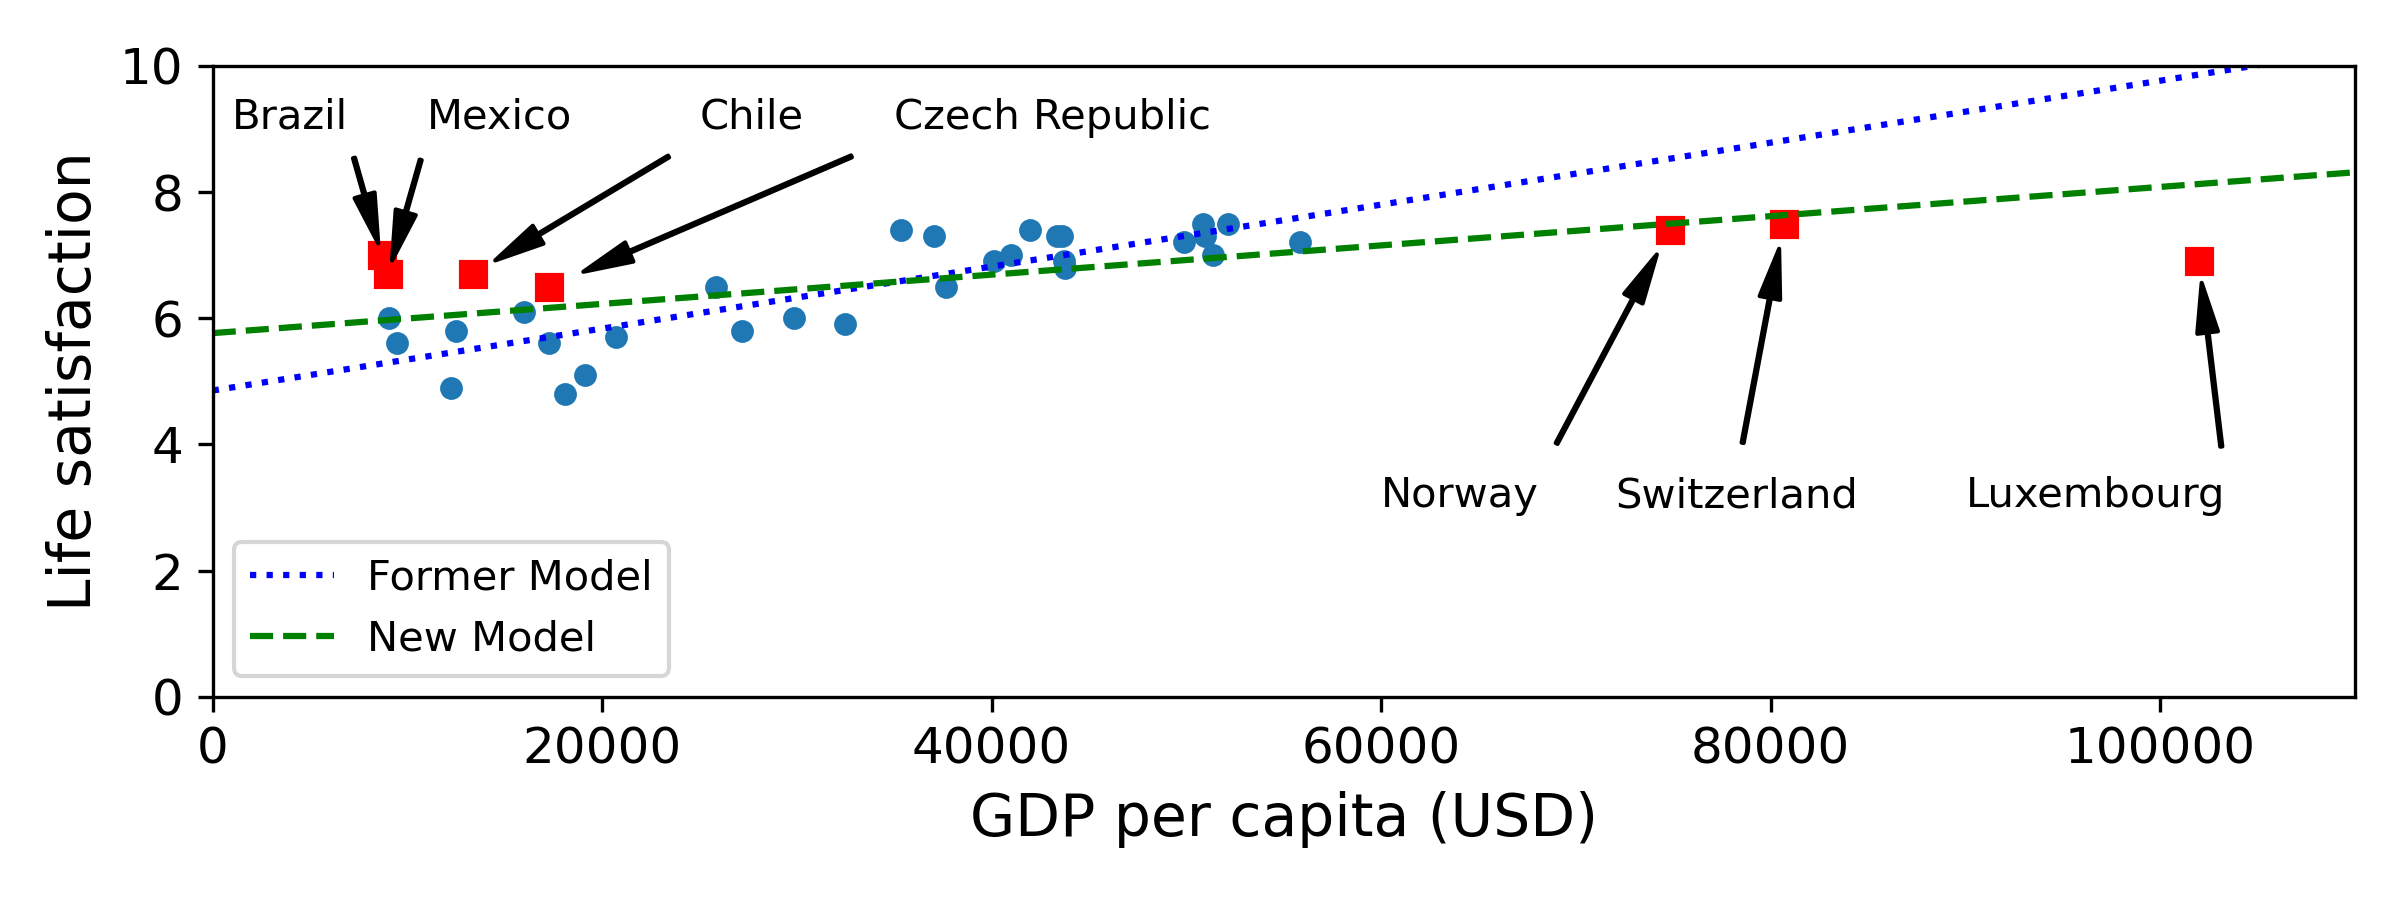 10
Brazil Mexico Chile Czech Republic
8
6
4
Norway Switzerland Luxembourg
2
0
Life satisfaction
Former Model
New Model
0 20000 40000 60000 80000 100000
GDP per capita (USD)